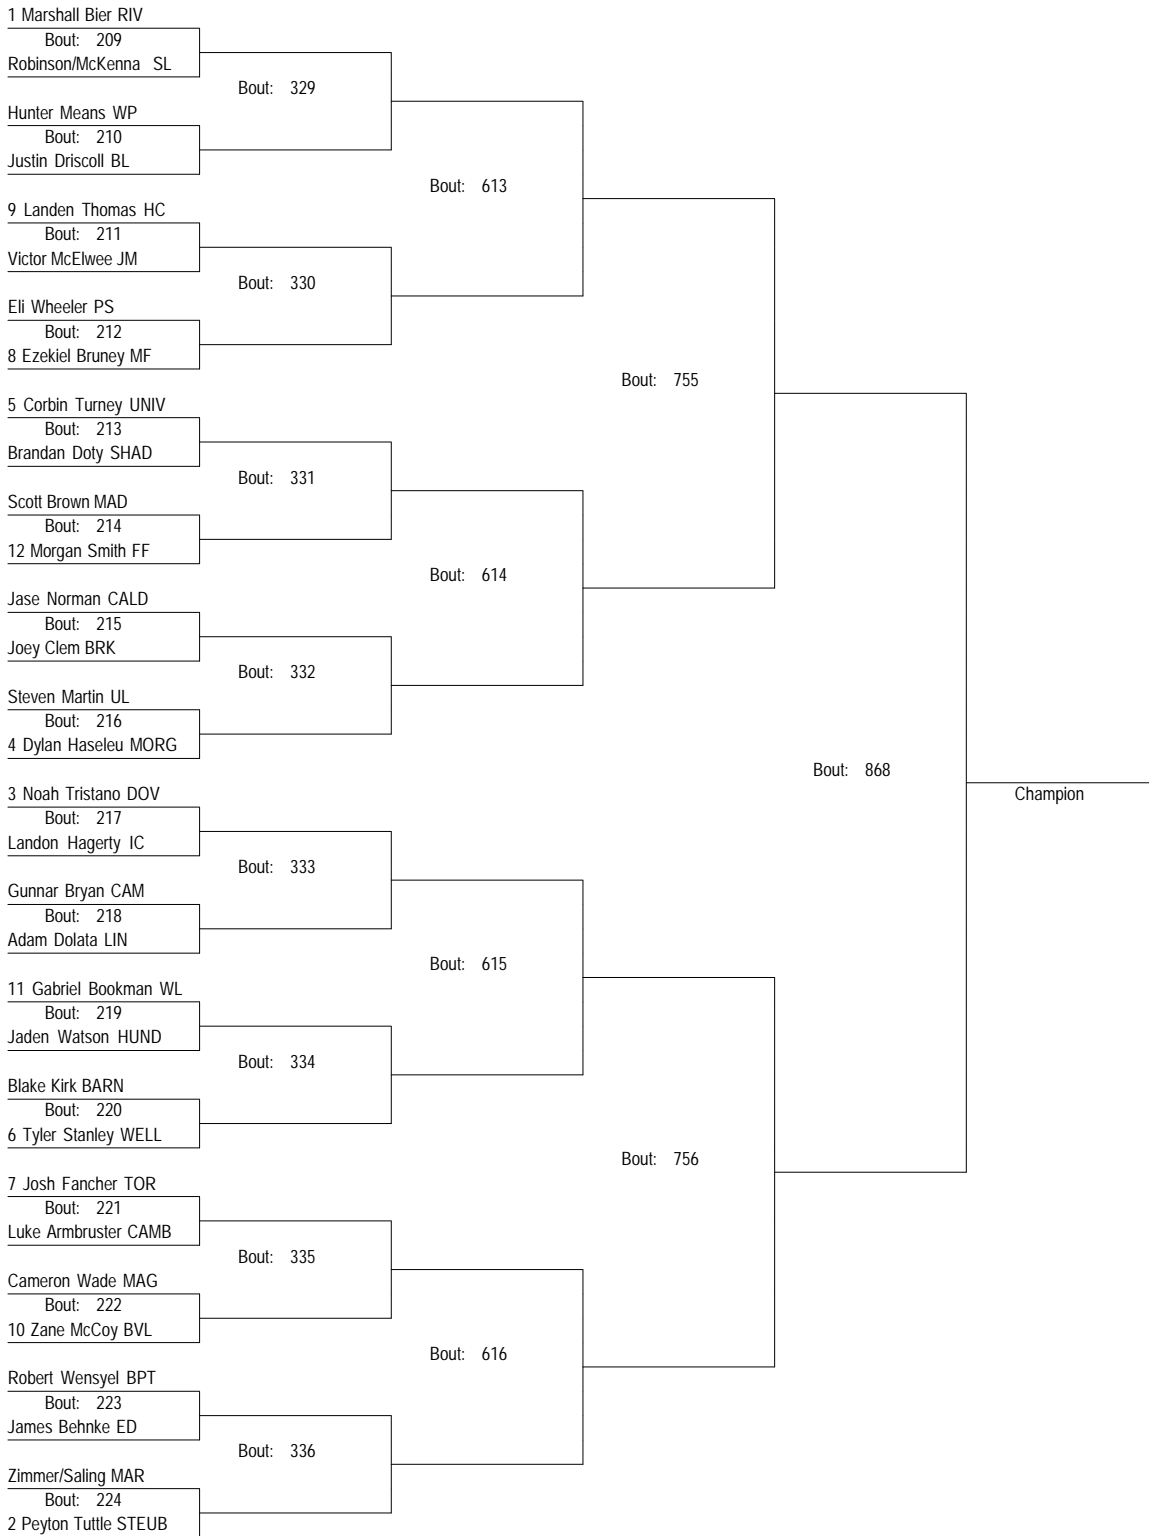 1 Marshall Bier RIV
Bout: 209
Robinson/McKenna SL
Bout: 329
Hunter Means WP
Bout: 210
Justin Driscoll BL
Bout: 613
9 Landen Thomas HC
Bout: 211
Victor McElwee JM
Bout: 330
Eli Wheeler PS
Bout: 212
8 Ezekiel Bruney MF
Bout: 755
5 Corbin Turney UNIV
Bout: 213
Brandan Doty SHAD
Bout: 331
Scott Brown MAD
Bout: 214
12 Morgan Smith FF
Bout: 614
Jase Norman CALD
Bout: 215
Joey Clem BRK
Bout: 332
Steven Martin UL
Bout: 216
4 Dylan Haseleu MORG
Bout: 868
3 Noah Tristano DOV
Champion
Bout: 217
Landon Hagerty IC
Bout: 333
Gunnar Bryan CAM
Bout: 218
Adam Dolata LIN
Bout: 615
11 Gabriel Bookman WL
Bout: 219
Jaden Watson HUND
Bout: 334
Blake Kirk BARN
Bout: 220
6 Tyler Stanley WELL
Bout: 756
7 Josh Fancher TOR
Bout: 221
Luke Armbruster CAMB
Bout: 335
Cameron Wade MAG
Bout: 222
10 Zane McCoy BVL
Bout: 616
Robert Wensyel BPT
Bout: 223
James Behnke ED
Bout: 336
Zimmer/Saling MAR
Bout: 224
2 Peyton Tuttle STEUB